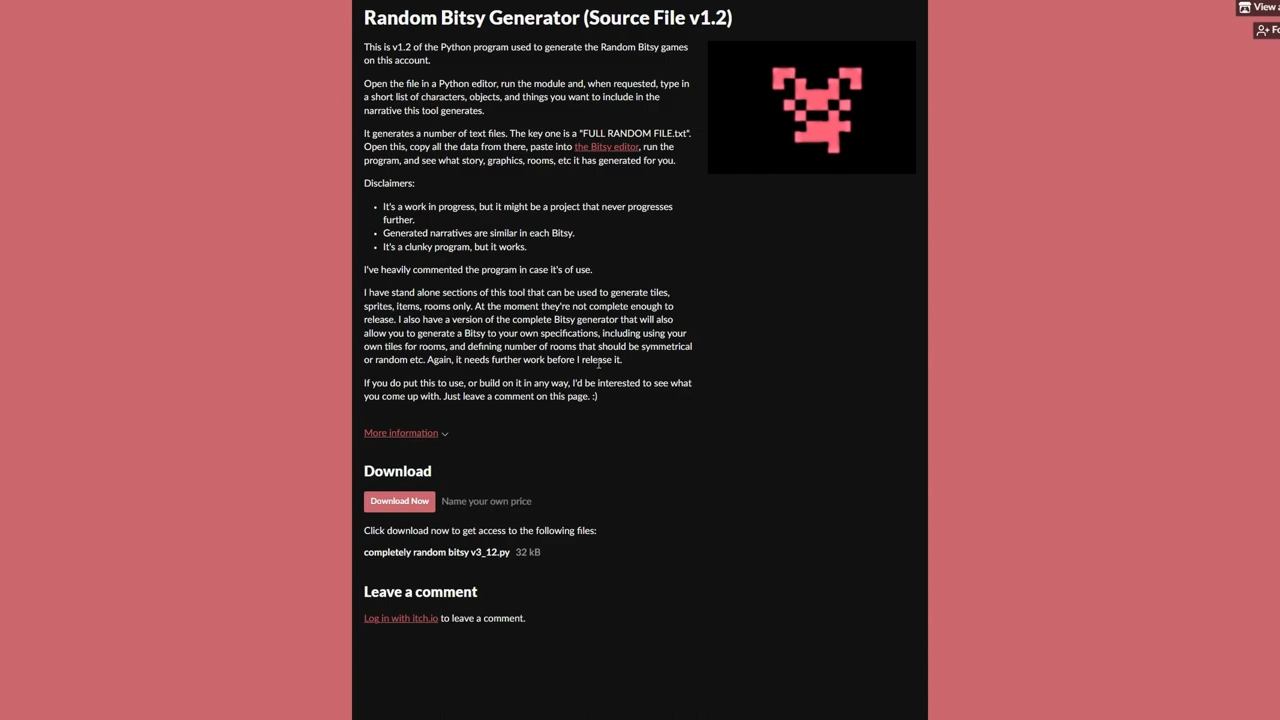 View a
Fo
Random Bitsy Generator (Source File v1.2)
This is v1.2 of the Python program used to generate the Random Bitsy games
on this account.
Open the file in a Python editor, run the module and, when requested, type in
a short list of characters, objects, and things you want to include in the
narrative this tool generates.
It generates a number of text files. The key one is a "FULL RANDOM FILE.txt".
Open this, copy all the data from there, paste into the Bitsy editor, run the
program, and see what story, graphics, rooms, etc it has generated for you.
Disclaimers:
• It's a work in progress, but it might be a project that never progresses
further.
• Generated narratives are similar in each Bitsy.
• It's a clunky program, but it works.
I've heavily commented the program in case it's of use.
I have stand alone sections of this tool that can be used to generate tiles,
sprites, items, rooms only. At the moment they're not complete enough to
release. I also have a version of the complete Bitsy generator that will also
allow you to generate a Bitsy to your own specifications, including using your
own tiles for rooms, and defining number of rooms that should be symmetrical
or random etc. Again, it needs further work before I release it.
If you do put this to use, or build on it in any way, I'd be interested to see what
you come up with. Just leave a comment on this page. :)
More information
Download
Download Now Name your own price
Click download now to get access to the following files:
completely random bitsy v3_12.py 32 kB
Leave a comment
Log in with itch.io to leave a comment.